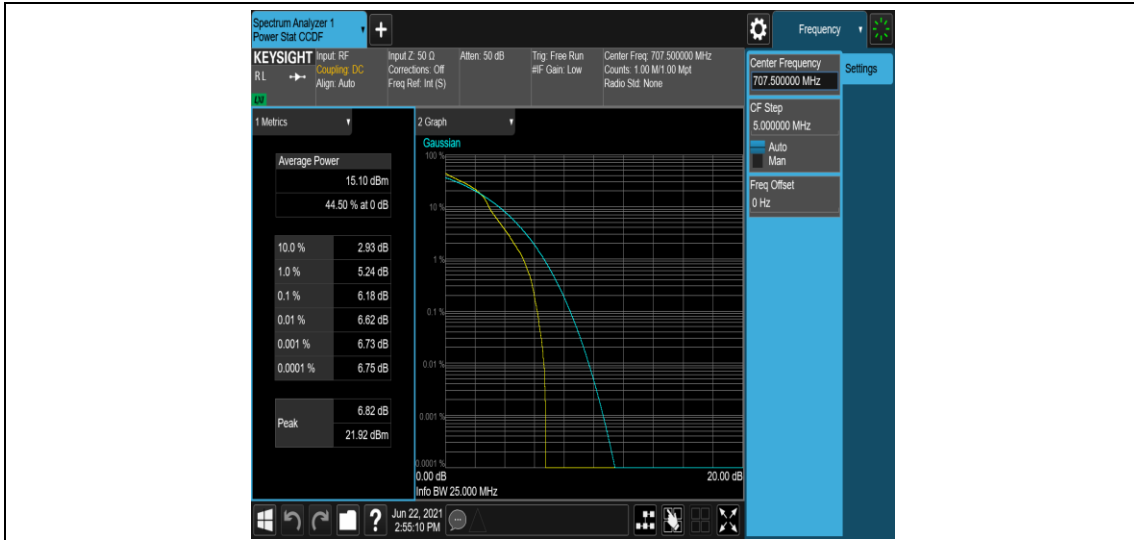 Spectrum Analyzer 1
Power Stat CCDF
+
Frequency
KEYSIGHT
RL
LNI
Input: RF
Coupling: DC
Align: Auto
Input Z: 50 Ω
Corrections: Off
Freq Ref: Int (S)
Atten: 50 dB
Trig: Free Run
#IF Gain: Low
Center Freq: 707.500000 MHz
Counts: 1.00 M/1.00 Mpt
Radio Std: None
Center Frequency
707.500000 MHz
Settings
CF Step
5.000000 MHz
Auto
Man
Freq Offset
0 Hz
1 Metrics
Average Power
15.10 dBm
44.50 % at 0 dB
10.0 % 2.93 dB
1.0 % 5.24 dB
0.1 % 6.18 dB
0.01 % 6.62 dB
0.001 % 6.73 dB
0.0001 % 6.75 dB
Peak
6.82 dB
21.92 dBm
2 Graph
Gaussian
100 %
10 %
1 %
0.1 %
0.01 %
0.001 %
0.0001 %
0.00 dB 20.00 dB
Info BW 25.000 MHz
?
Jun 22, 2021
2:55:10 PM